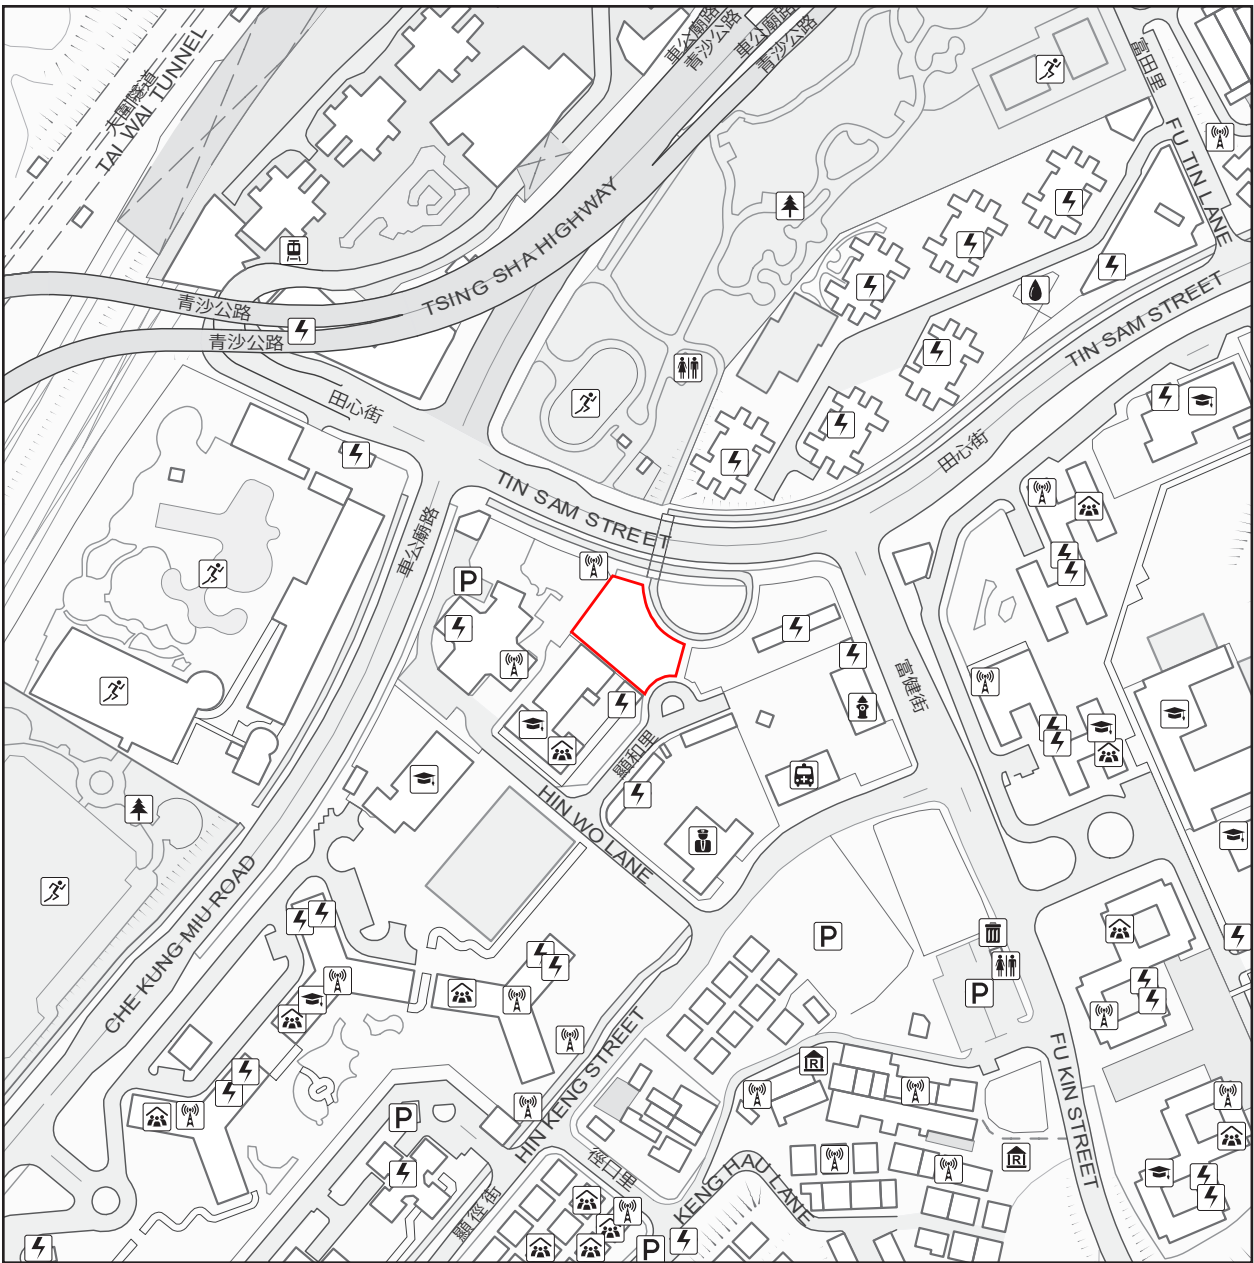 車公廟路
青沙公路
車公廟路
青沙公路
富田里
大圍隧道
TAI WAI TUNNEL
FU TIN LANE
TSING SHA HIGHWAY
青沙公路
青沙公路
TIN SAM STREET
田心街
田心街
TIN SAM STREET
車公廟路
P
富健街
顯和里
HIN WO LANE
CHE KUNG MIU ROAD
P
P
HIN KENG STREET
FU KIN STREET
R
P
R
徑口里
KENG HAU LANE
顯徑街
P